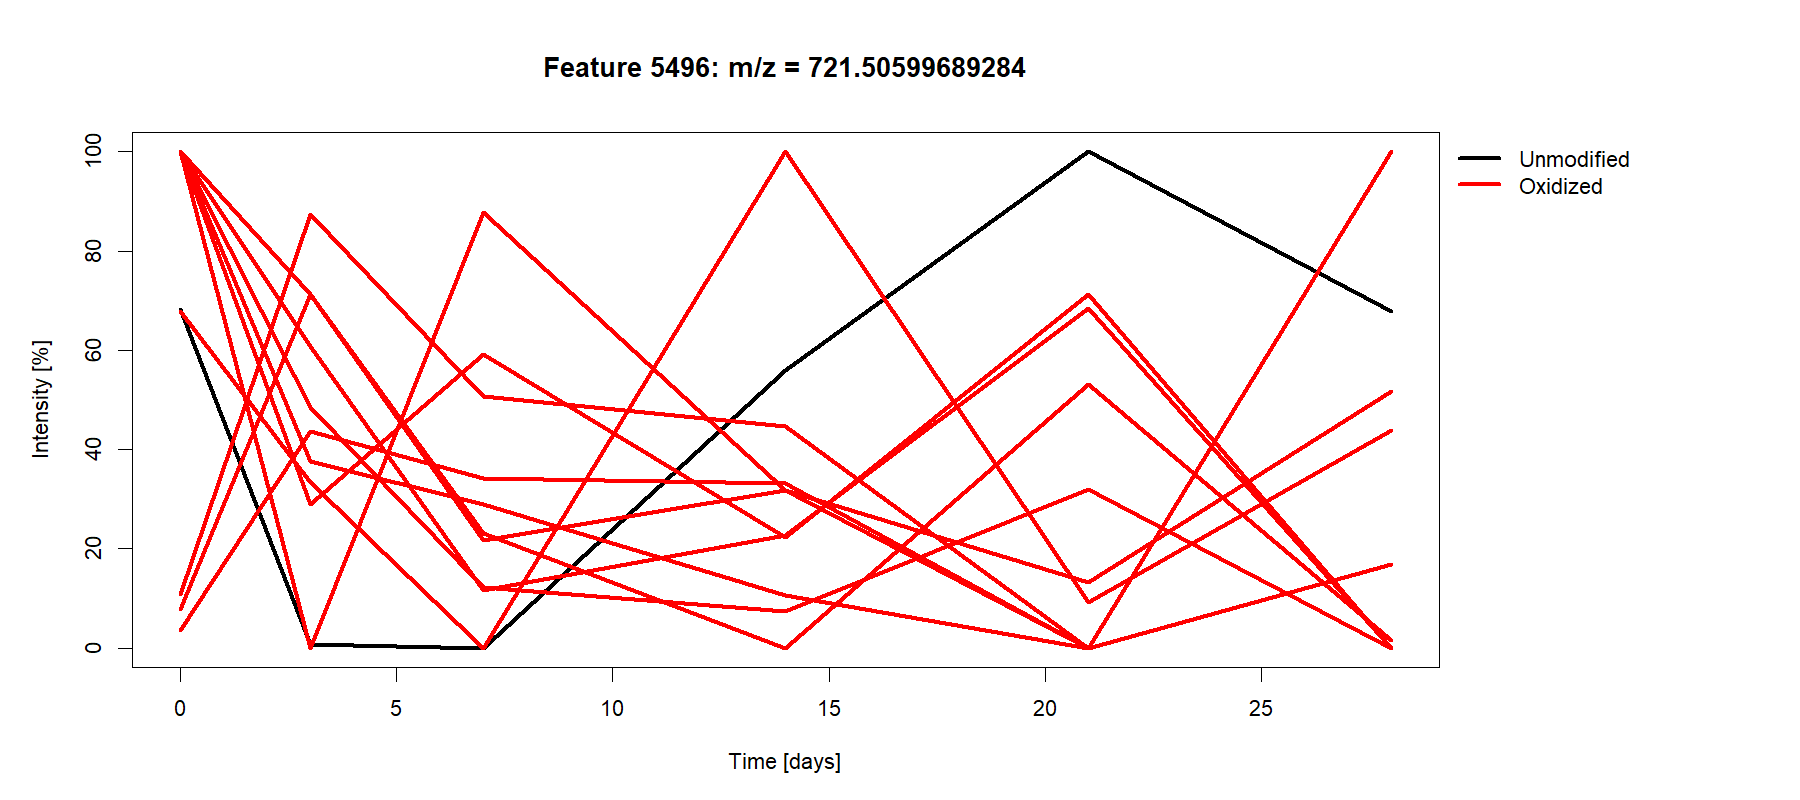 Feature 5496: m/z = 721.50599689284
Unmodified
Oxidized
Intensity [%]
100
80
60
40
20
0
0 5 10 15 20 25
Time [days]